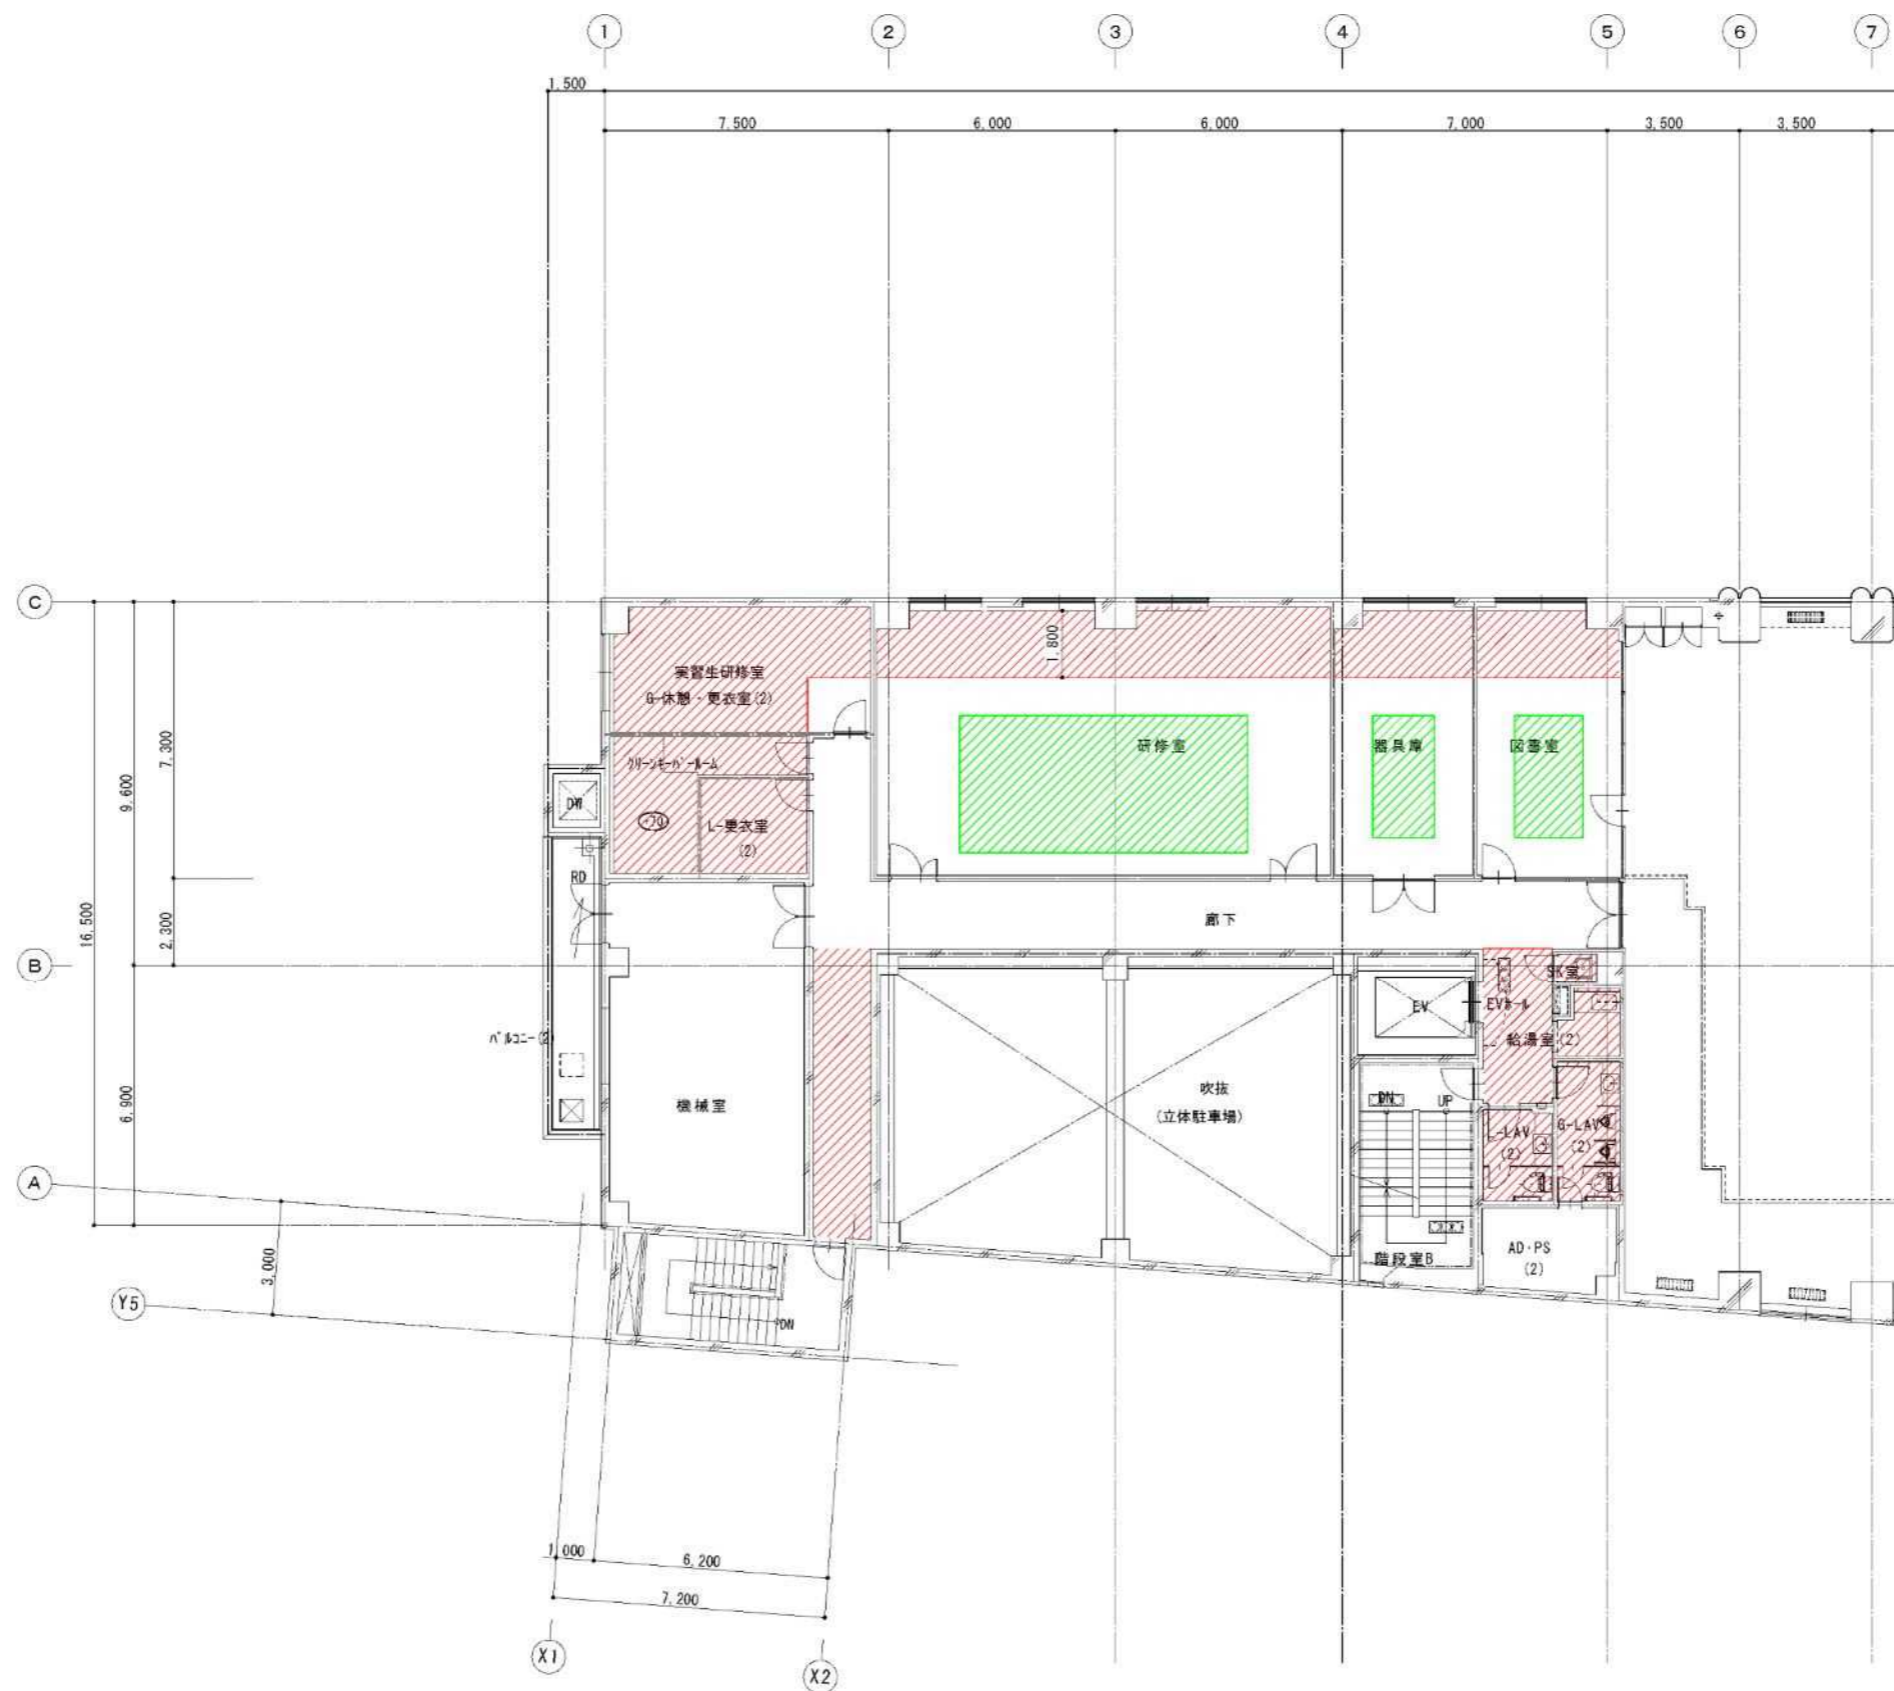 1 2 3 4 5 6 7
1,500
7,500 6,000 6,000 7,000 3,500 3,500
C
1,800
実習生研修室
G-休憩・更衣室(2)
7,300
研修室 器具庫 図書室
グリーンキーパールーム
9,600
DW
+20
L-更衣室
(2)
RD
16,500
2,300
廊下
B
SK室
EV
EVホール
バルコニー(2)
給湯室(2)
6,900
機械室
吹抜
(立体駐車場)
DN
UP
L-LAV
(2)
G-LAV
(2)
A
3,000
階段室B
AD・PS
(2)
Y5
DN
1,000
6,200
7,200
X1
X2